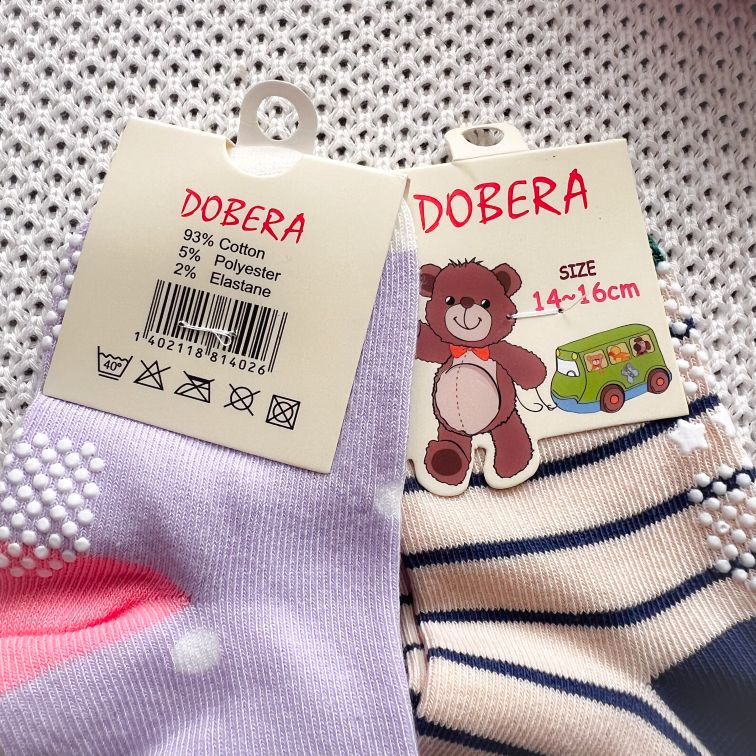 DOBERA
93% Cotton
5% Polyester
2% Elastane
1 402118 814026
40°
DOBERA
SIZE
14~16cm